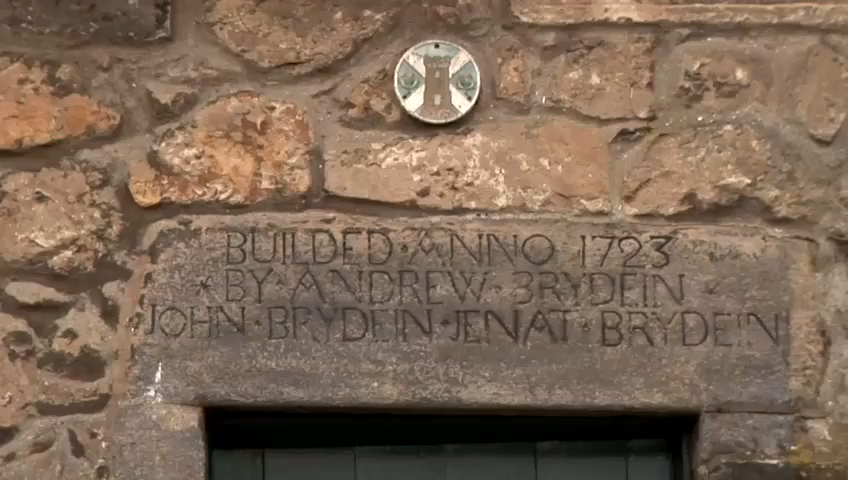 BUILDED · ANNO · 1723
* BY · ANDREW · BRYDEIN *
JOHN · BRYDEIN · JENAT · BRYDEIN